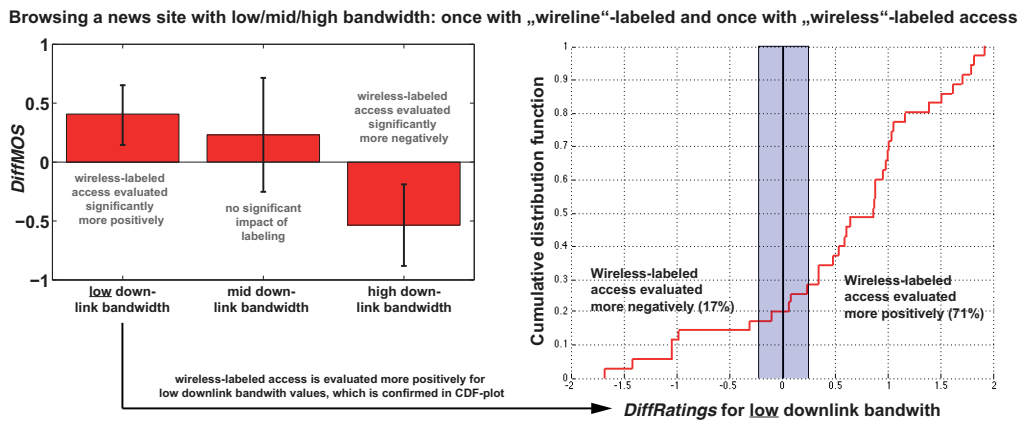 Browsing a news site with low/mid/high bandwidth: once with „wireline“-labeled and once with „wireless“-labeled access
1
0.5
0
−0.5
−1
DiffMOS
wireless-labeled
access evaluated
significantly
more positively
no significant
impact of
labeling
wireless-labeled
access evaluated
significantly
more negatively
low down-
link bandwidth
mid down-
link bandwidth
high down-
link bandwidth
wireless-labeled access is evaluated more positively for
low downlink bandwith values, which is confirmed in CDF-plot
Cumulative distribution function
1
0.9
0.8
0.7
0.6
0.5
0.4
0.3
0.2
0.1
0
Wireless-labeled
access evaluated
more negatively (17%)
Wireless-labeled
access evaluated
more positively (71%)
-2
-1.5
-1
-0.5
0
0.5
1
1.5
2
DiffRatings for low downlink bandwith